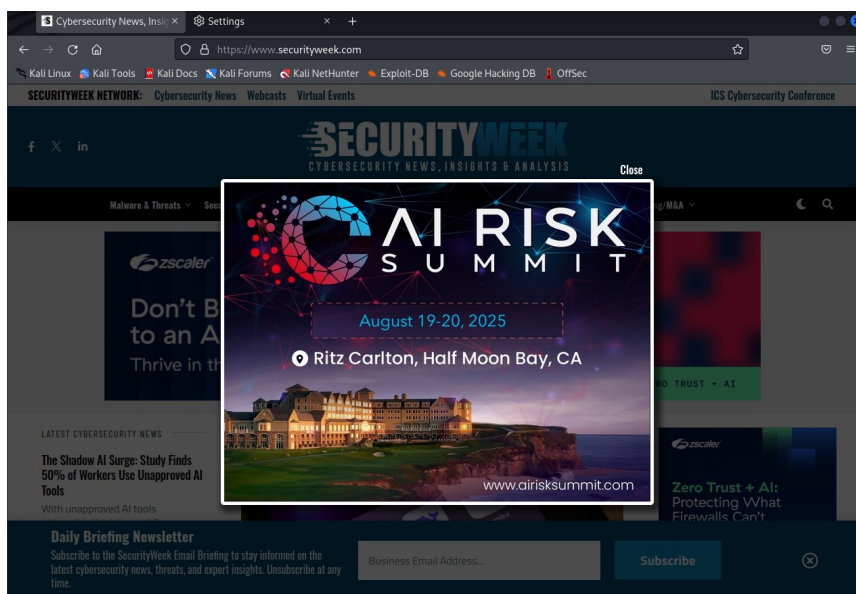 Cybersecurity News, Insig
Settings
https://www.securityweek.com
Kali Linux Kali Tools Kali Docs Kali Forums Kali NetHunter Exploit-DB Google Hacking DB OffSec
SECURITYWEEK NETWORK: Cybersecurity News Webcasts Virtual Events ICS Cybersecurity Conference
SECURITYWEEK
CYBERSECURITY NEWS, INSIGHTS & ANALYSIS
Close
Malware & Threats Sec g/M&A
AI RISK
SUMMIT
August 19-20, 2025
Ritz Carlton, Half Moon Bay, CA
www.airisksummit.com
zscaler
Don't B
to an A
Thrive in th
RO TRUST + AI
LATEST CYBERSECURITY NEWS
The Shadow AI Surge: Study Finds
50% of Workers Use Unapproved AI
Tools
With unapproved AI tools
zscaler
Zero Trust + AI:
Protecting What
Firewalls Can't
Daily Briefing Newsletter
Subscribe to the SecurityWeek Email Briefing to stay informed on the
latest cybersecurity news, threats, and expert insights. Unsubscribe at any
time.
Business Email Address...
Subscribe